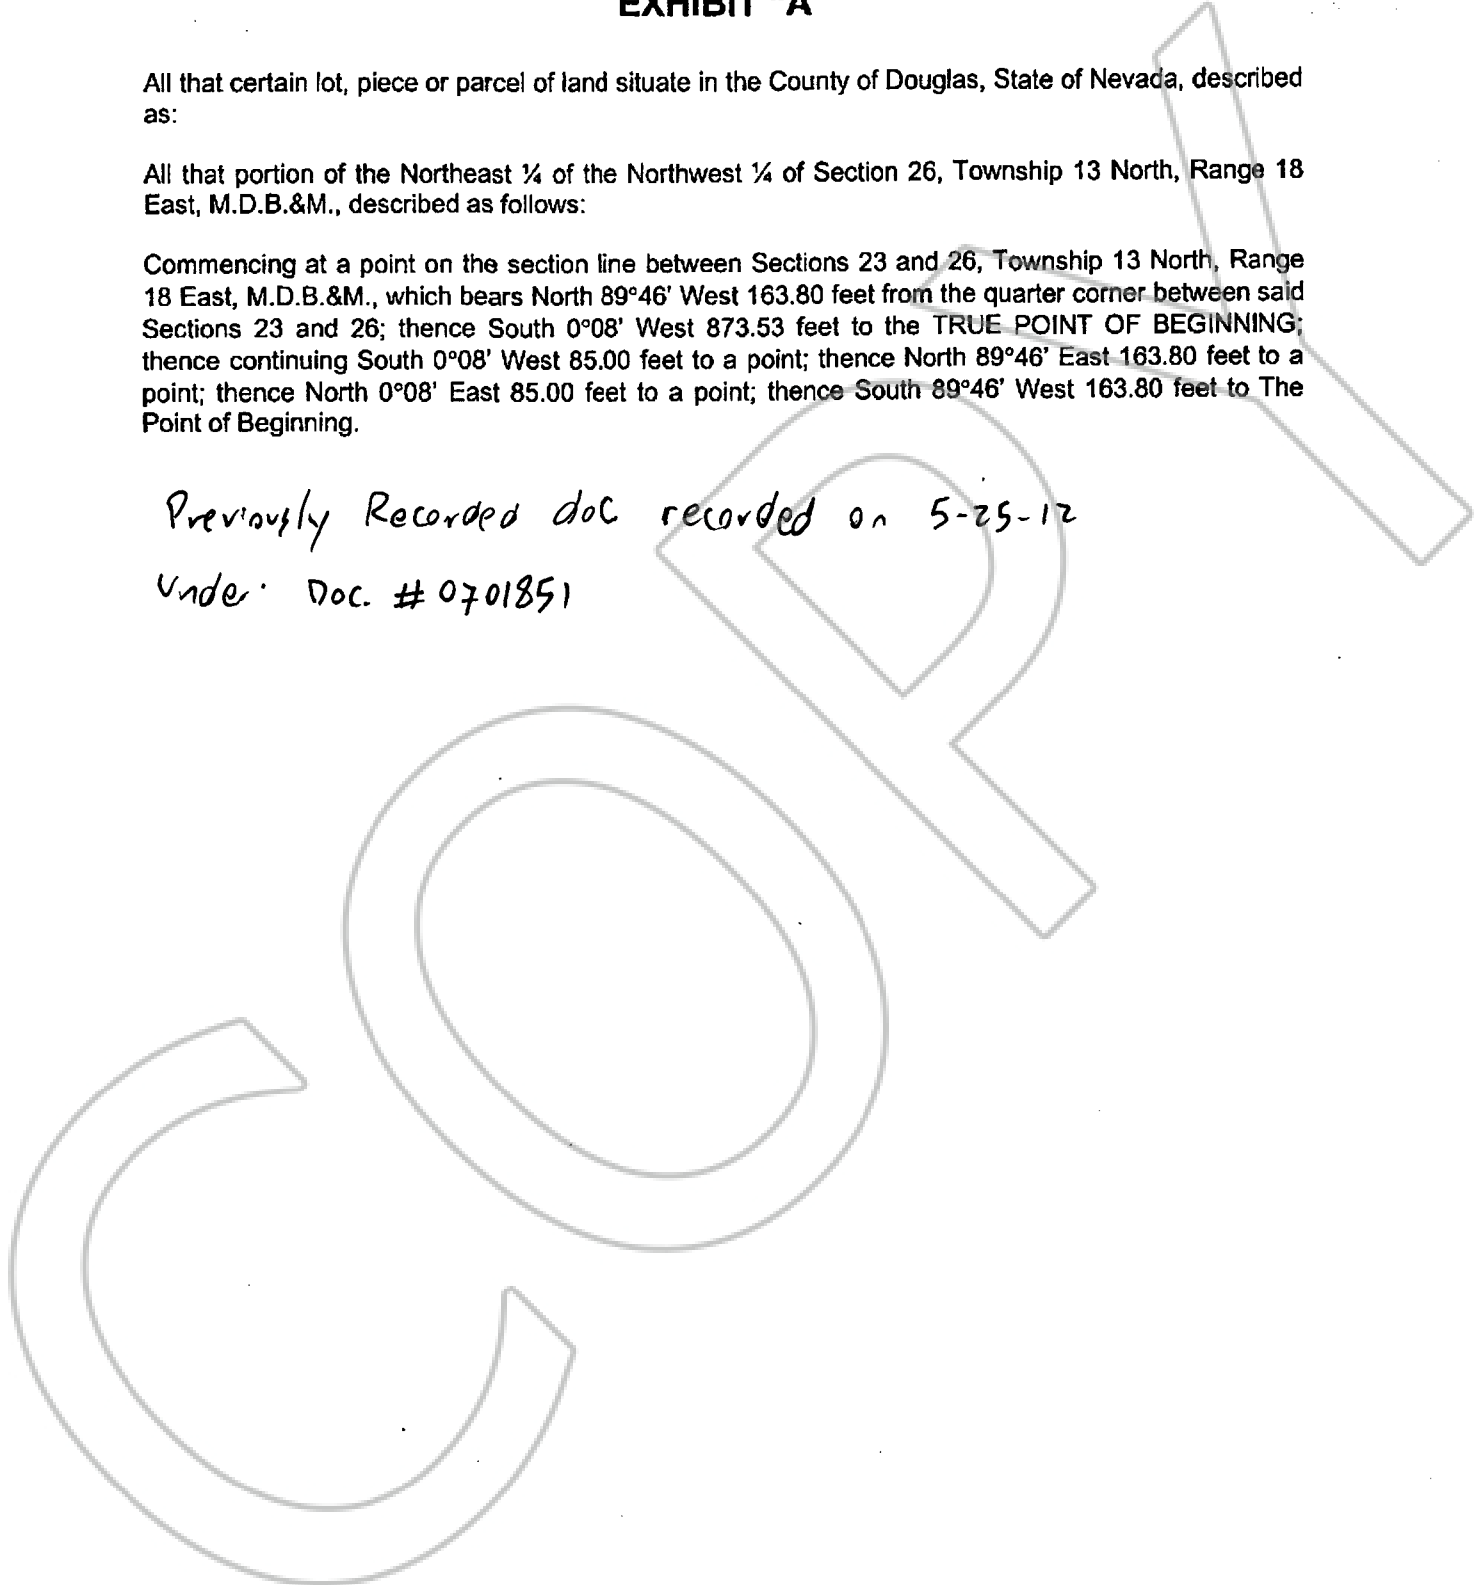 EXHIBIT "A
All that certain lot, piece or parcel of land situate in the County of Douglas, State of Nevada, described
as:
All that portion of the Northeast ¼ of the Northwest ¼ of Section 26, Township 13 North, Range 18
East, M.D.B.&M., described as follows:
Commencing at a point on the section line between Sections 23 and 26, Township 13 North, Range
18 East, M.D.B.&M., which bears North 89°46' West 163.80 feet from the quarter corner between said
Sections 23 and 26; thence South 0°08' West 873.53 feet to the TRUE POINT OF BEGINNING;
thence continuing South 0°08' West 85.00 feet to a point; thence North 89°46' East 163.80 feet to a
point; thence North 0°08' East 85.00 feet to a point; thence South 89°46' West 163.80 feet to The
Point of Beginning.
Previously Recorded doc recorded on 5-25-12
Under Doc. # 0701851
COPY